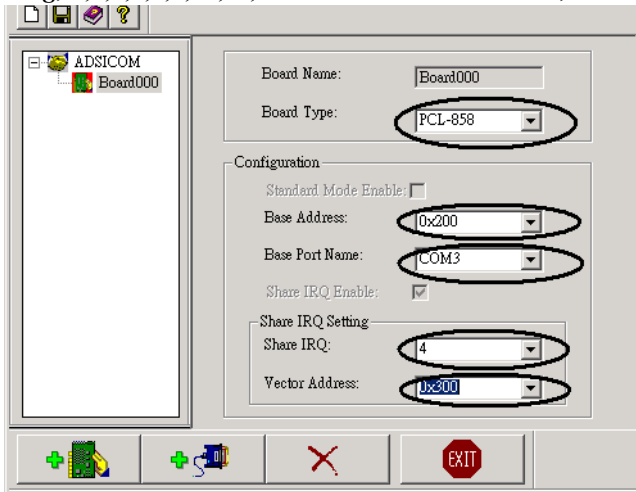 ADSICOM
Board000
Board Name: Board000
Board Type: PCL-858
Configuration
Standard Mode Enable:
Base Address: 0x200
Base Port Name: COM3
Share IRQ Enable:
Share IRQ Setting
Share IRQ: 4
Vector Address: 0x300
EXIT